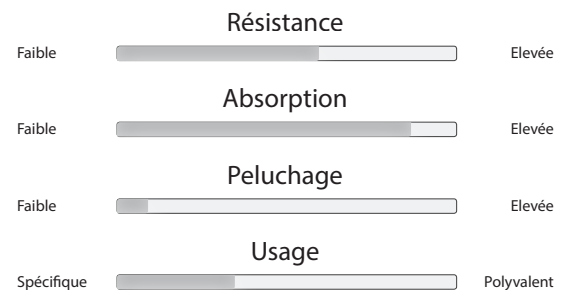 Résistance
Faible Elevée
Absorption
Faible Elevée
Peluchage
Faible Elevée
Usage
Spécifique Polyvalent